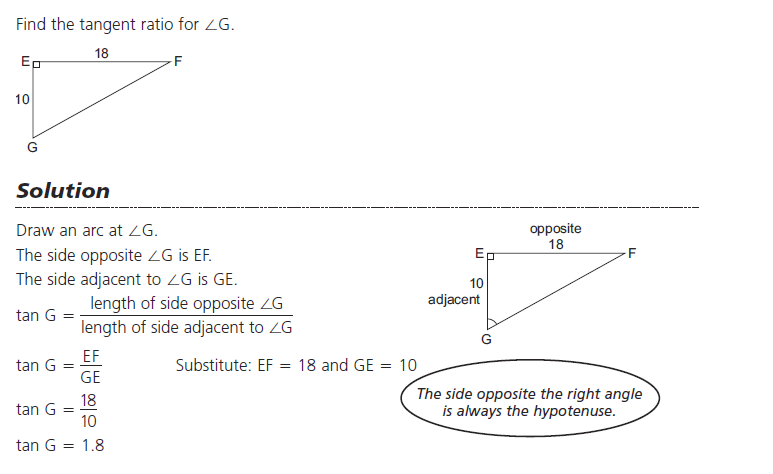 Find the tangent ratio for ∠G.
18
E
F
10
G
Solution
Draw an arc at ∠G.
The side opposite ∠G is EF.
The side adjacent to ∠G is GE.
tan G = length of side opposite ∠G / length of side adjacent to ∠G
tan G = EF / GE
Substitute: EF = 18 and GE = 10
tan G = 18 / 10
tan G = 1.8
opposite
18
E
F
10
adjacent
G
The side opposite the right angle
is always the hypotenuse.